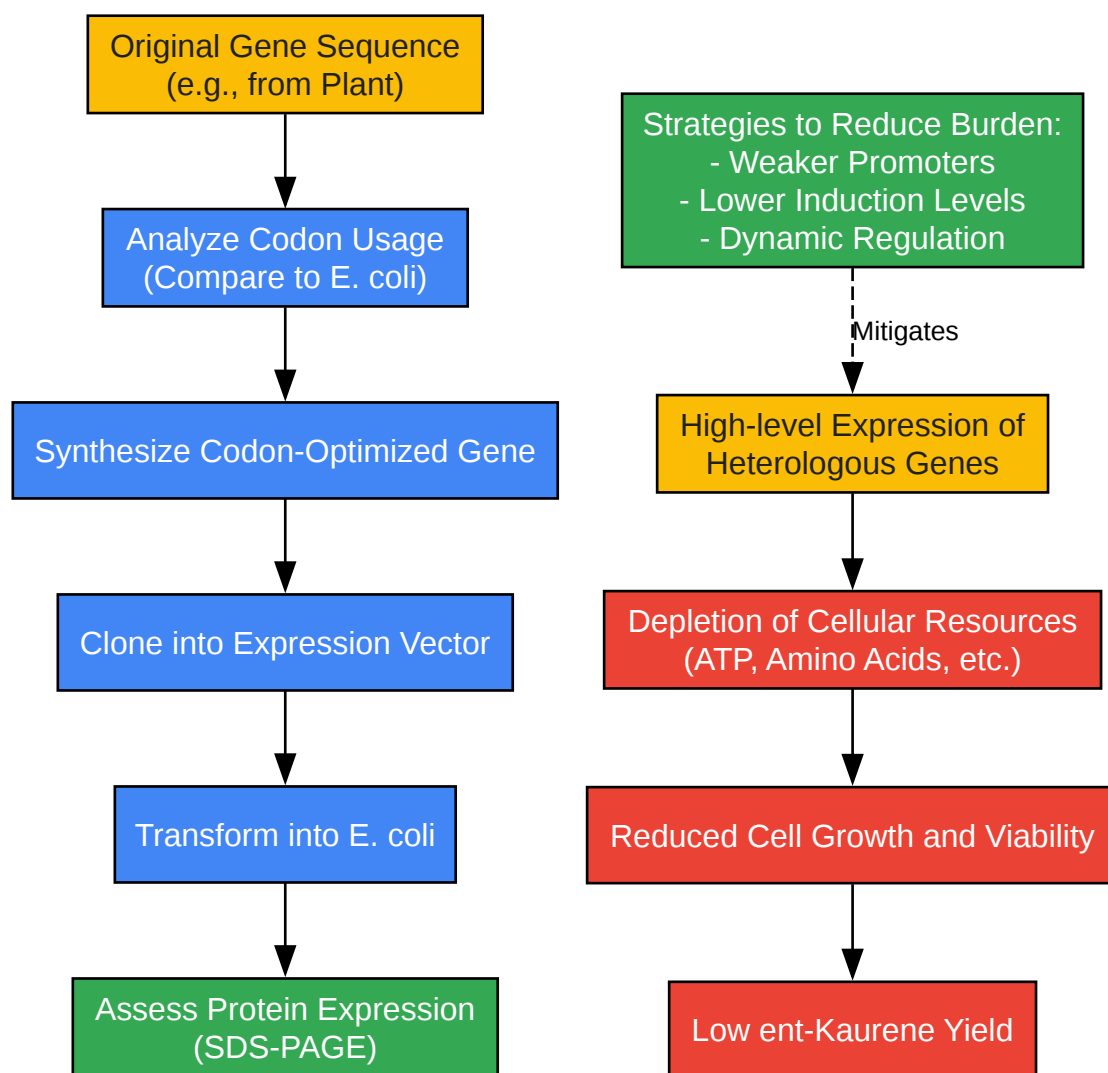 Original Gene Sequence
(e.g., from Plant)
Analyze Codon Usage
(Compare to E. coli)
Synthesize Codon-Optimized Gene
Clone into Expression Vector
Transform into E. coli
Assess Protein Expression
(SDS-PAGE)
Strategies to Reduce Burden:
- Weaker Promoters
- Lower Induction Levels
- Dynamic Regulation
Mitigates
High-level Expression of
Heterologous Genes
Depletion of Cellular Resources
(ATP, Amino Acids, etc.)
Reduced Cell Growth and Viability
Low ent-Kaurene Yield